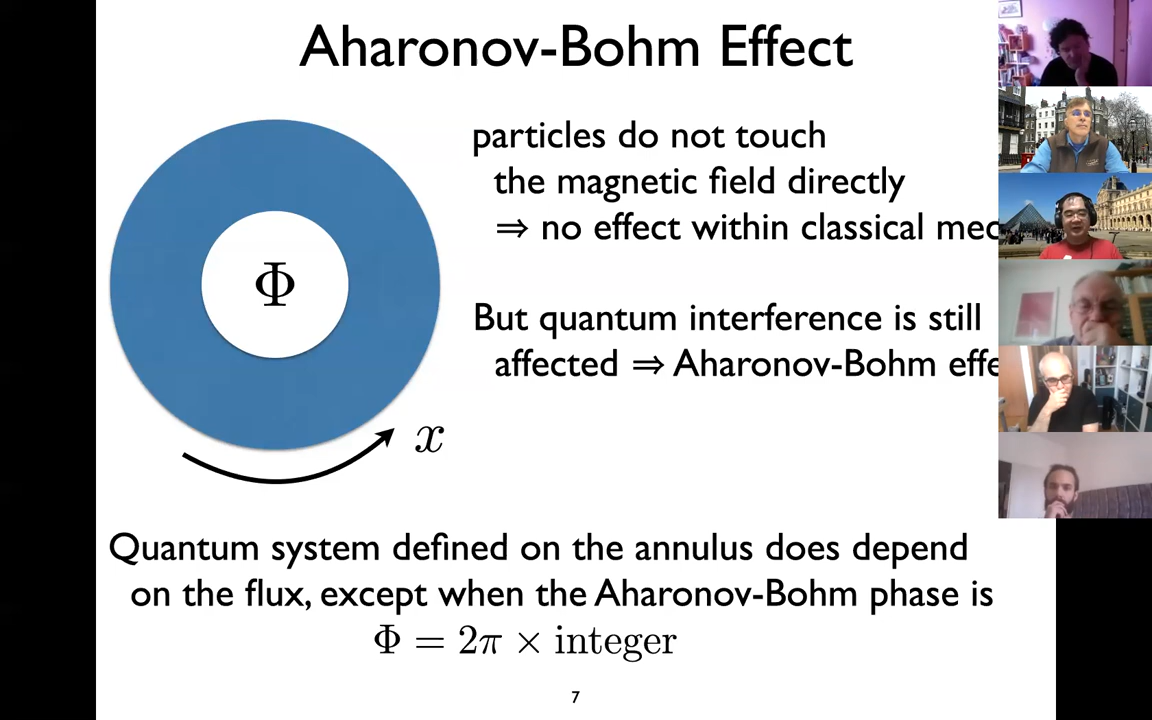 Aharonov-Bohm Effect
particles do not touch
the magnetic field directly
⇒ no effect within classical mec
Φ
But quantum interference is still
affected ⇒ Aharonov-Bohm effe
x
Quantum system defined on the annulus does depend
on the flux, except when the Aharonov-Bohm phase is
Φ = 2π × integer
7